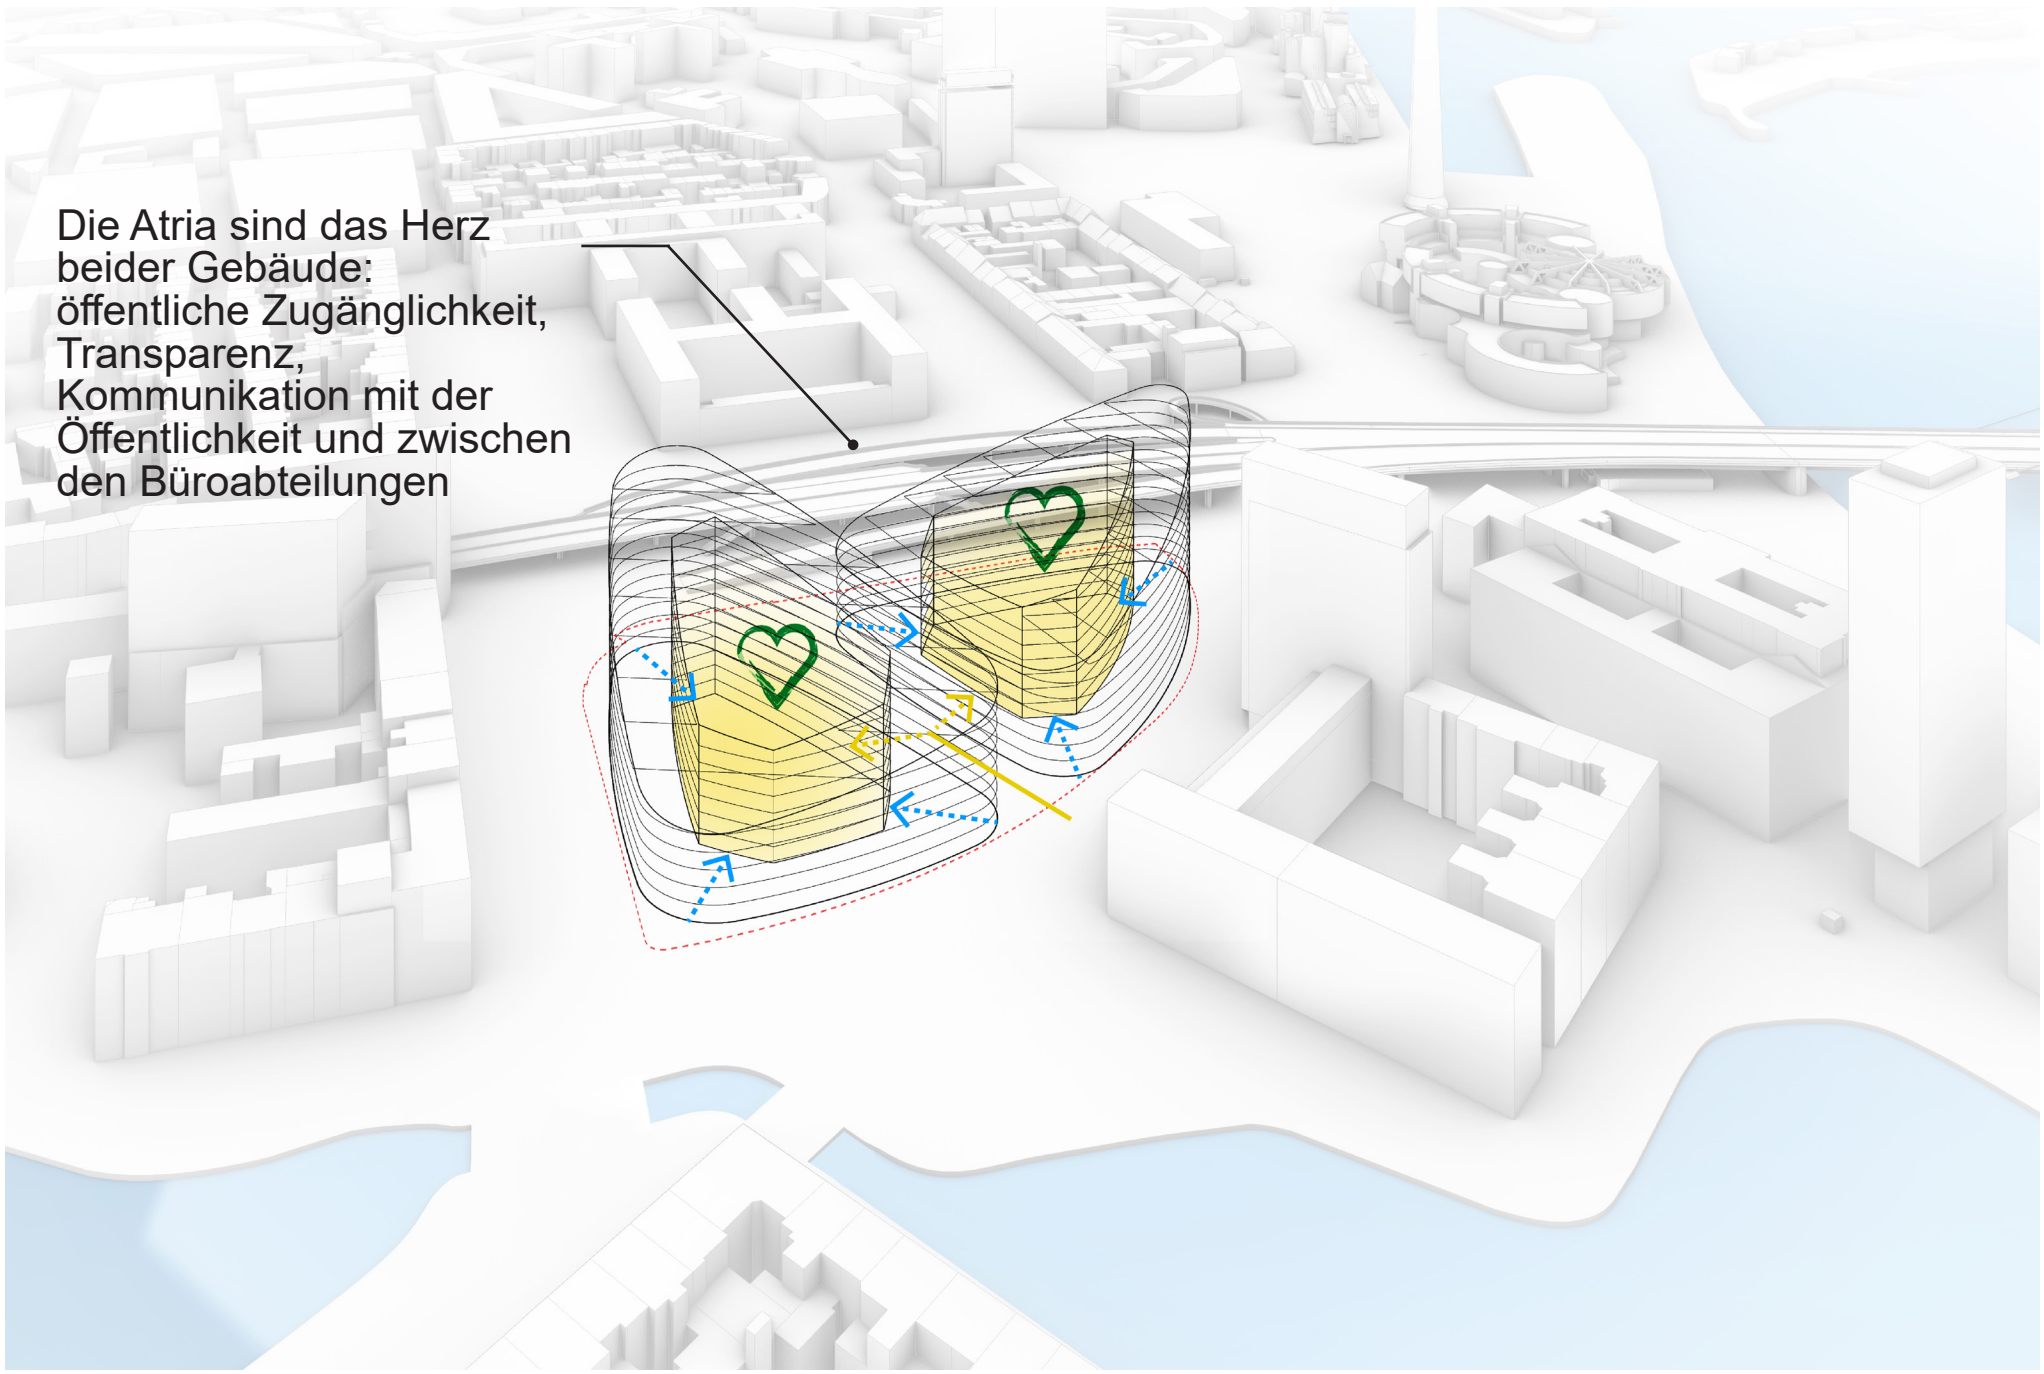 Die Atria sind das Herz
beider Gebäude:
öffentliche Zugänglichkeit,
Transparenz,
Kommunikation mit der
Öffentlichkeit und zwischen
den Büroabteilungen